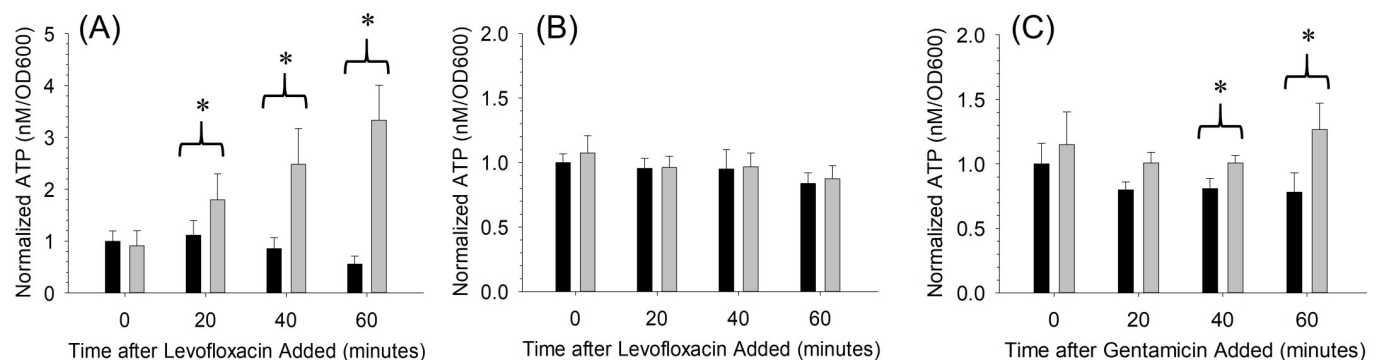 (A)
Normalized ATP (nM/OD600)
5
4
3
2
1
0
*
*
*
0 20 40 60
Time after Levofloxacin Added (minutes)
(B)
Normalized ATP (nM/OD600)
2.0
1.5
1.0
0.5
0.0
0 20 40 60
Time after Levofloxacin Added (minutes)
(C)
Normalized ATP (nM/OD600)
2.0
1.5
1.0
0.5
0.0
*
*
0 20 40 60
Time after Gentamicin Added (minutes)